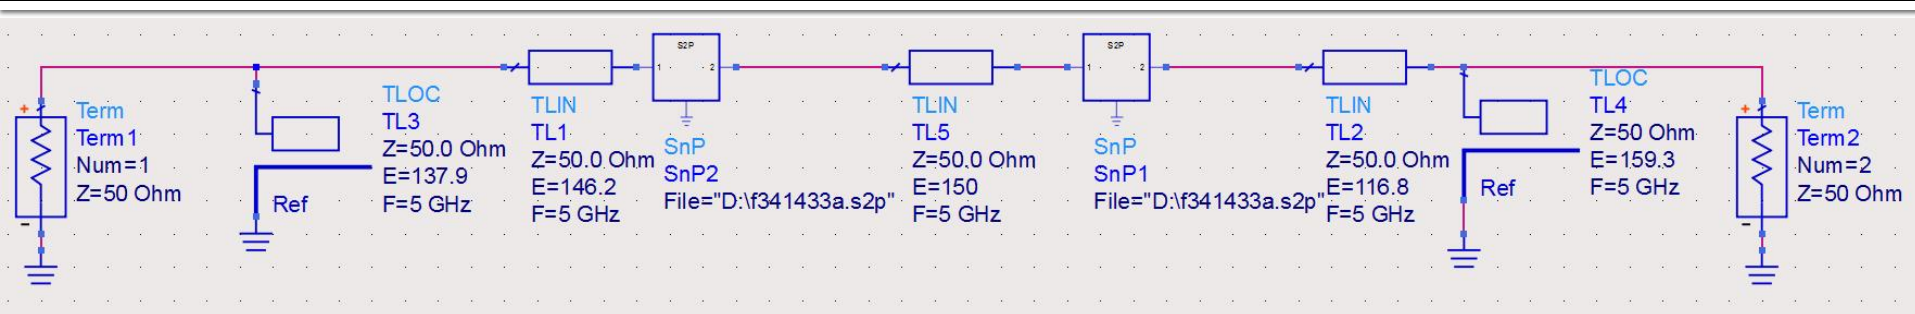 +
Term
Term1
Num=1
Z=50 Ohm
-
TLOC
TL3
Z=50.0 Ohm
E=137.9
F=5 GHz
Ref
TLIN
TL1
Z=50.0 Ohm
E=146.2
F=5 GHz
S2P
1
2
SnP
SnP2
File="D:\f341433a.s2p"
TLIN
TL5
Z=50.0 Ohm
E=150
F=5 GHz
S2P
1
2
SnP
SnP1
File="D:\f341433a.s2p"
TLIN
TL2
Z=50.0 Ohm
E=116.8
F=5 GHz
TLOC
TL4
Z=50 Ohm
E=159.3
F=5 GHz
Ref
+
Term
Term2
Num=2
Z=50 Ohm
-